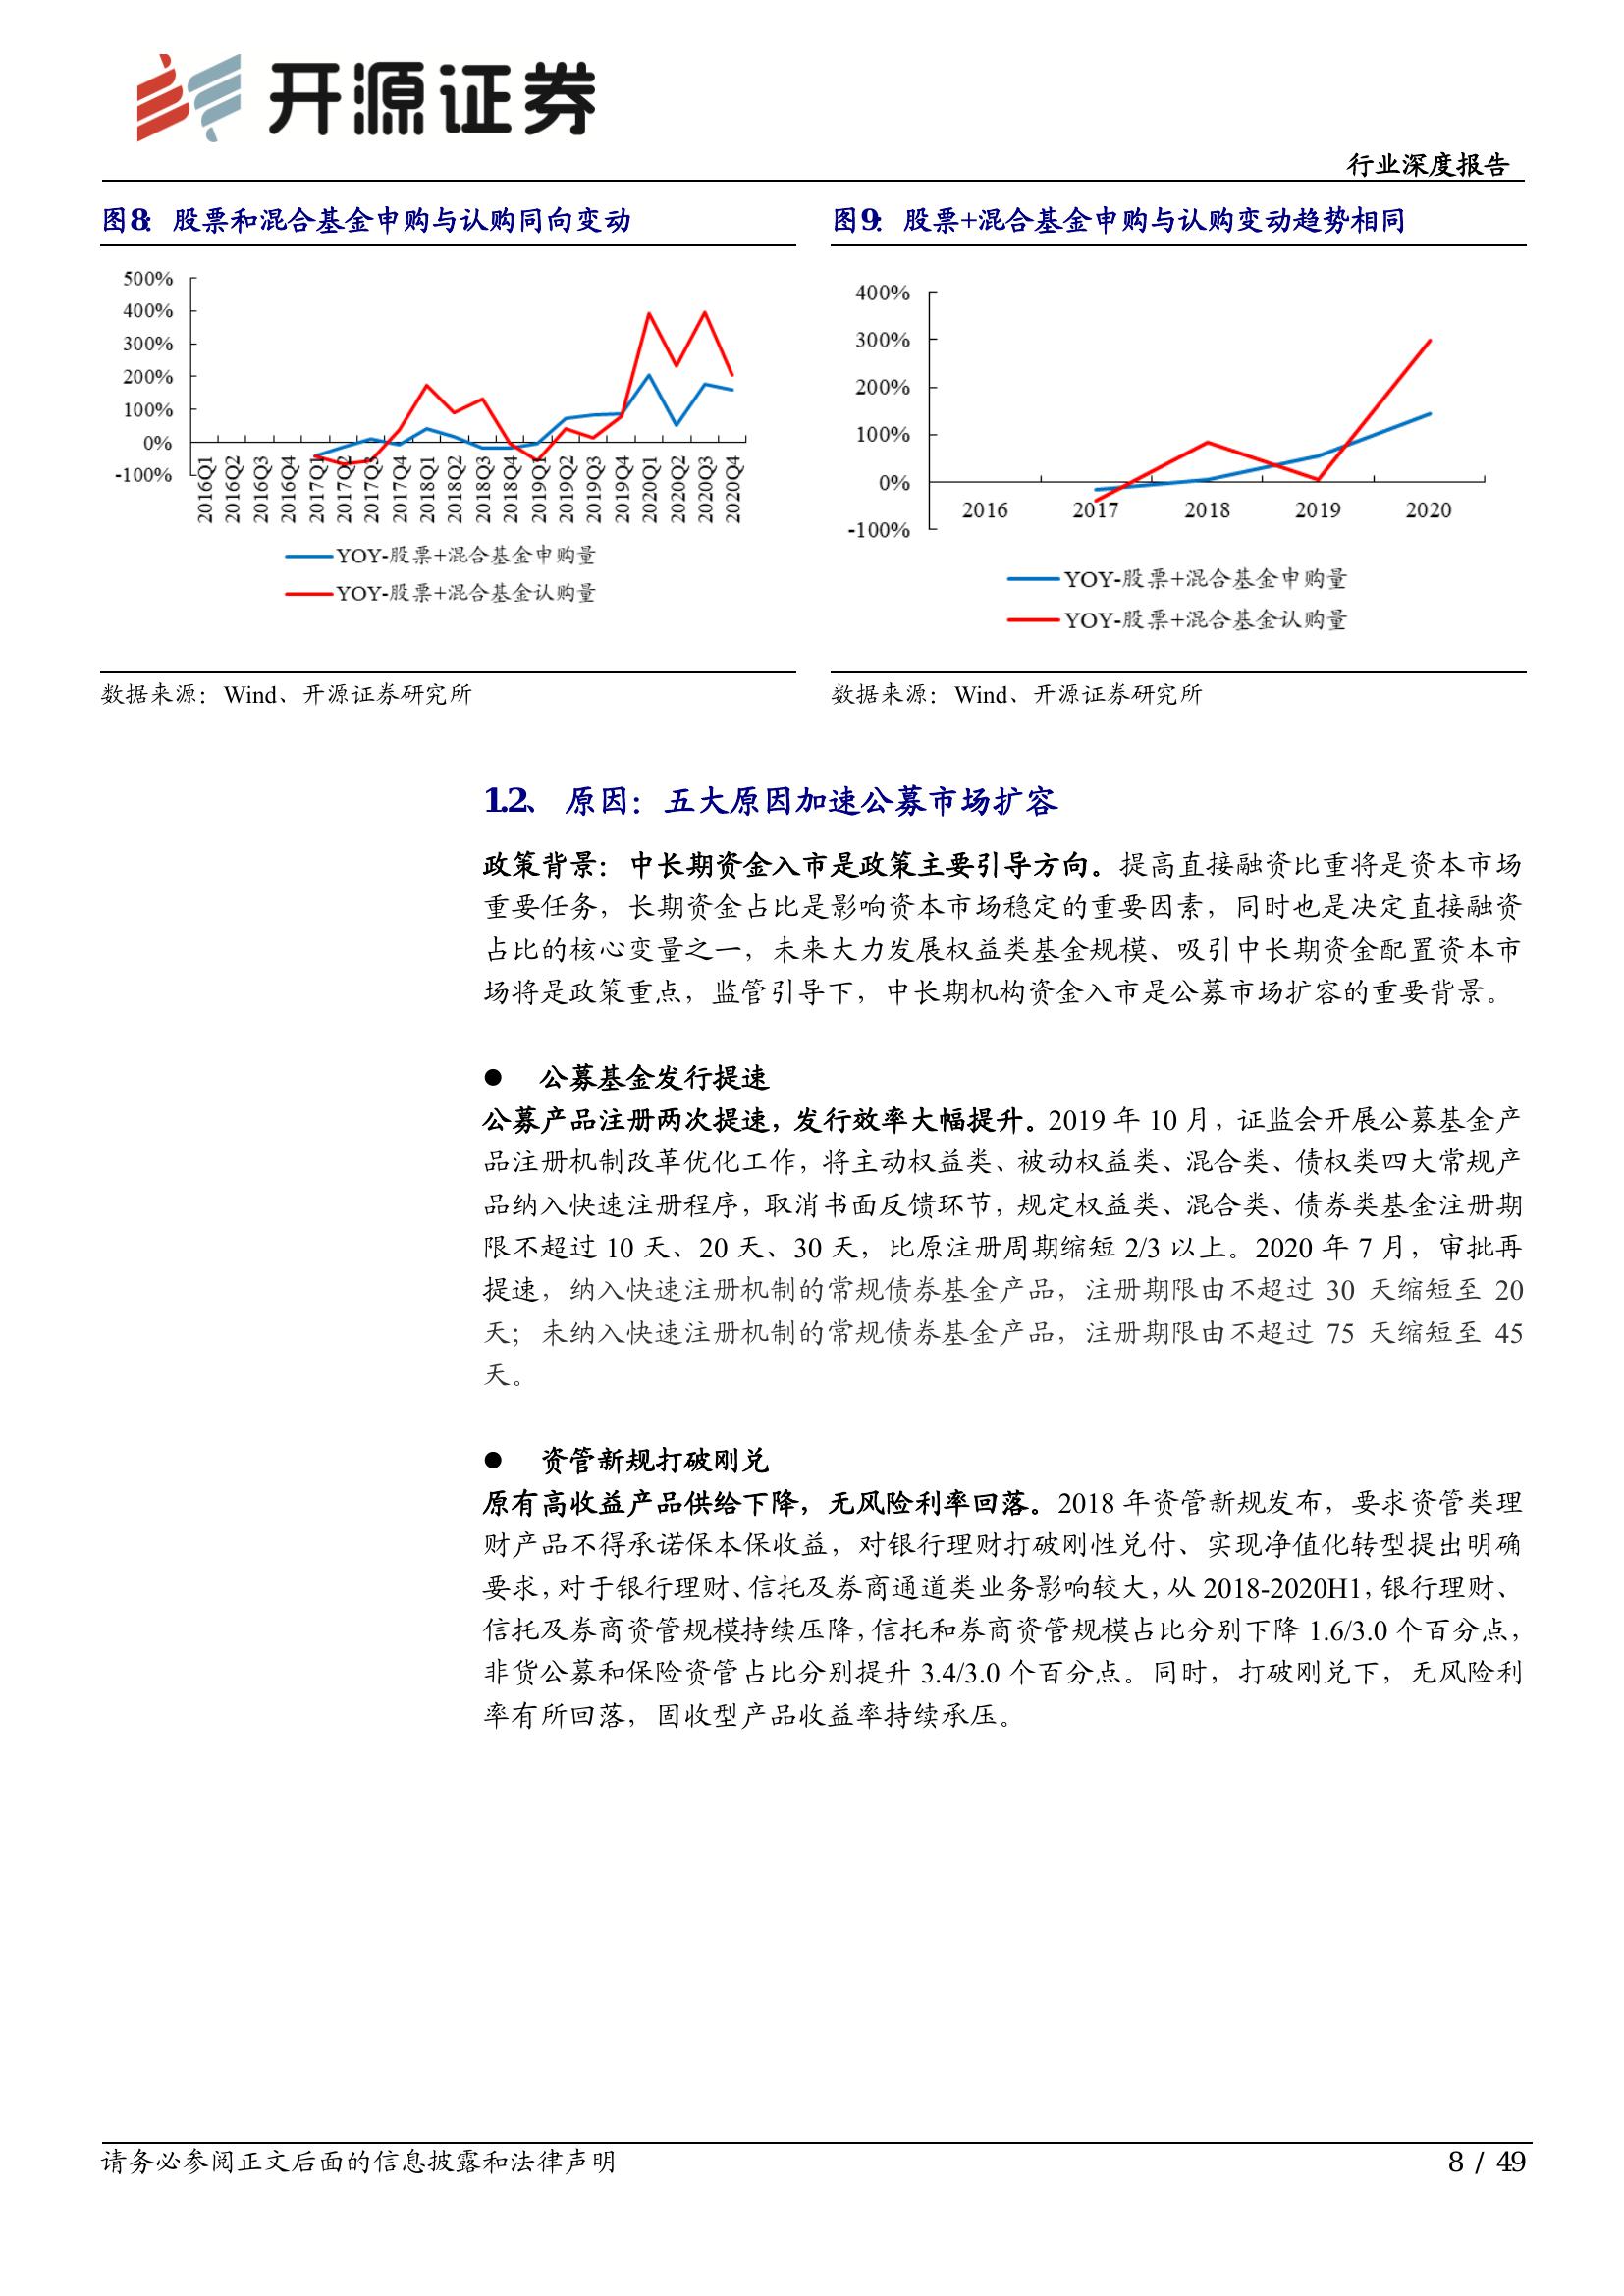 开源证券
行业深度报告
图8：股票和混合基金申购与认购同向变动
500%
400%
300%
200%
100%
0%
-100%
2016Q1
2016Q2
2016Q3
2016Q4
2017Q1
2017Q2
2017Q3
2017Q4
2018Q1
2018Q2
2018Q3
2018Q4
2019Q1
2019Q2
2019Q3
2019Q4
2020Q1
2020Q2
2020Q3
2020Q4
YOY-股票+混合基金申购量
YOY-股票+混合基金认购量
数据来源：Wind、开源证券研究所
图9：股票+混合基金申购与认购变动趋势相同
400%
300%
200%
100%
0%
-100%
2016
2017
2018
2019
2020
YOY-股票+混合基金申购量
YOY-股票+混合基金认购量
数据来源：Wind、开源证券研究所
1.2、 原因：五大原因加速公募市场扩容
政策背景：中长期资金入市是政策主要引导方向。提高直接融资比重将是资本市场
重要任务，长期资金占比是影响资本市场稳定的重要因素，同时也是决定直接融资
占比的核心变量之一，未来大力发展权益类基金规模、吸引中长期资金配置资本市
场将是政策重点，监管引导下，中长期机构资金入市是公募市场扩容的重要背景。
● 公募基金发行提速
公募产品注册两次提速，发行效率大幅提升。2019 年 10 月，证监会开展公募基金产
品注册机制改革优化工作，将主动权益类、被动权益类、混合类、债权类四大常规产
品纳入快速注册程序，取消书面反馈环节，规定权益类、混合类、债券类基金注册期
限不超过 10 天、20 天、30 天，比原注册周期缩短 2/3 以上。2020 年 7 月，审批再
提速，纳入快速注册机制的常规债券基金产品，注册期限由不超过 30 天缩短至 20
天；未纳入快速注册机制的常规债券基金产品，注册期限由不超过 75 天缩短至 45
天。
● 资管新规打破刚兑
原有高收益产品供给下降，无风险利率回落。2018 年资管新规发布，要求资管类理
财产品不得承诺保本保收益，对银行理财打破刚性兑付、实现净值化转型提出明确
要求，对于银行理财、信托及券商通道类业务影响较大，从 2018-2020H1，银行理财、
信托及券商资管规模持续压降，信托和券商资管规模占比分别下降 1.6/3.0 个百分点，
非货公募和保险资管占比分别提升 3.4/3.0 个百分点。同时，打破刚兑下，无风险利
率有所回落，固收型产品收益率持续承压。
请务必参阅正文后面的信息披露和法律声明
8 / 49